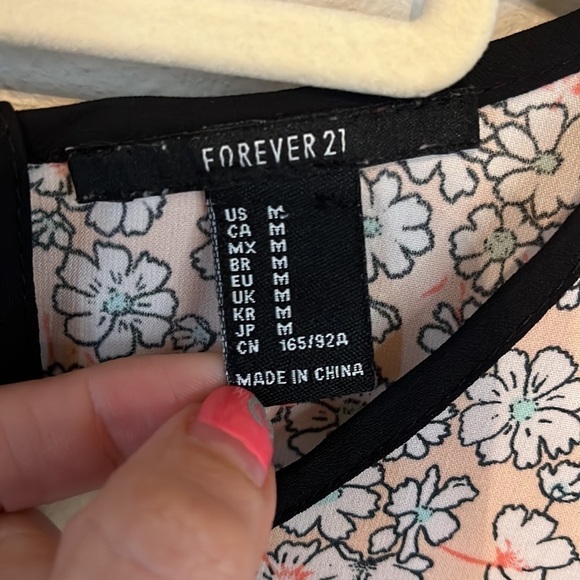 FOREVER 21
US M
CA M
MX M
BR M
EU M
UK M
KR M
JP M
CN 165/92A
MADE IN CHINA